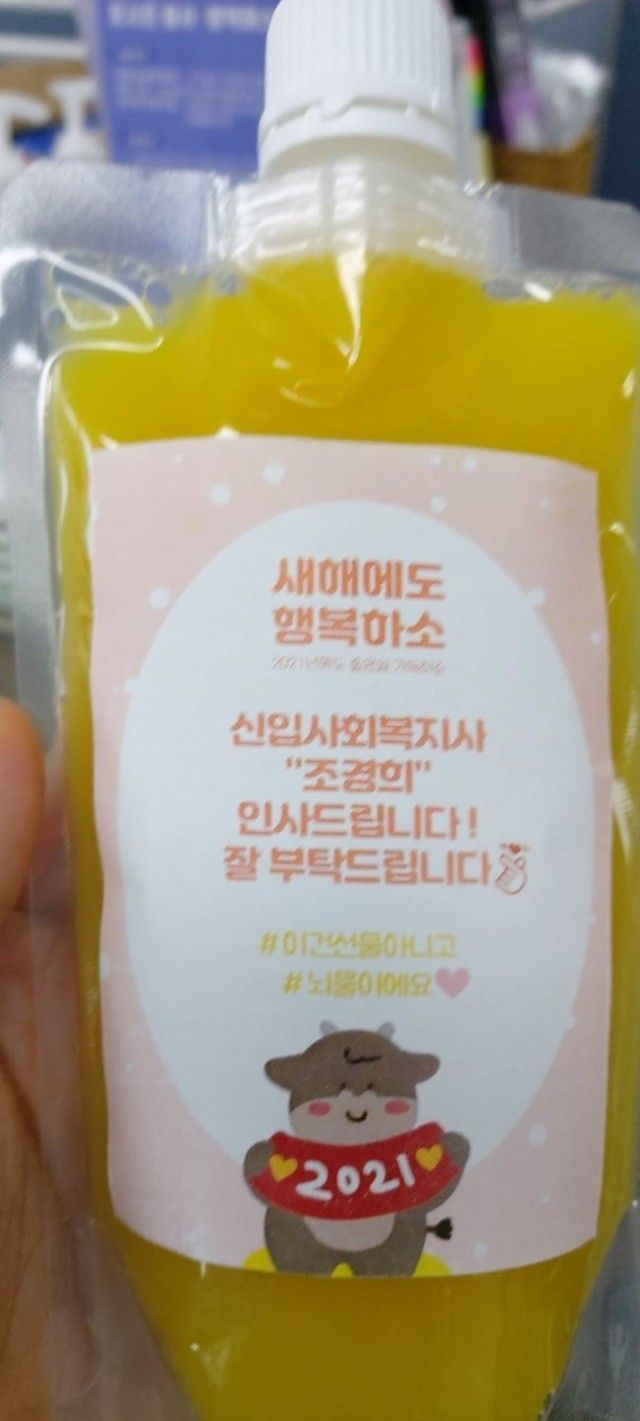 새해에도
행복하소
신입사회복지사
"조경희"
인사드립니다!
잘 부탁드립니다
#이건선물아니고
#뇌물이에요
2021